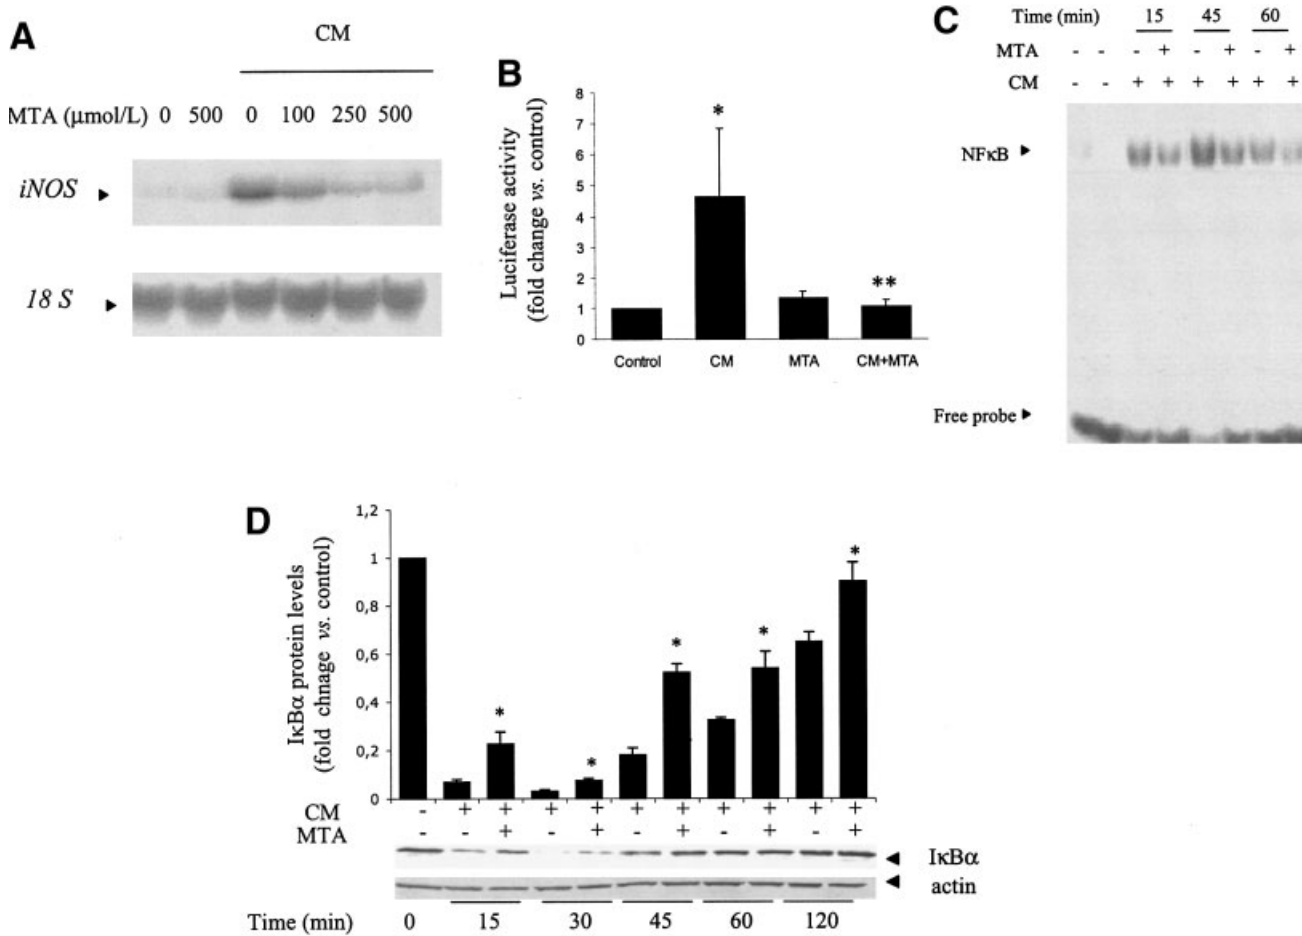 A
CM
MTA (μmol/L) 0 500 0 100 250 500
iNOS
18 S
B
Luciferase activity
(fold change vs. control)
8
7
6
5
4
3
2
1
0
*
**
Control CM MTA CM+MTA
C
Time (min) 15 45 60
MTA - - - + - + - +
CM - - + + + + + +
NFκB
Free probe
D
IκBα protein levels
(fold chnage vs. control)
1,2
1
0,8
0,6
0,4
0,2
0
* * * * *
CM - + + + + + + + + + +
MTA - - + - + - + - + - +
IκBα
actin
Time (min) 0 15 30 45 60 120